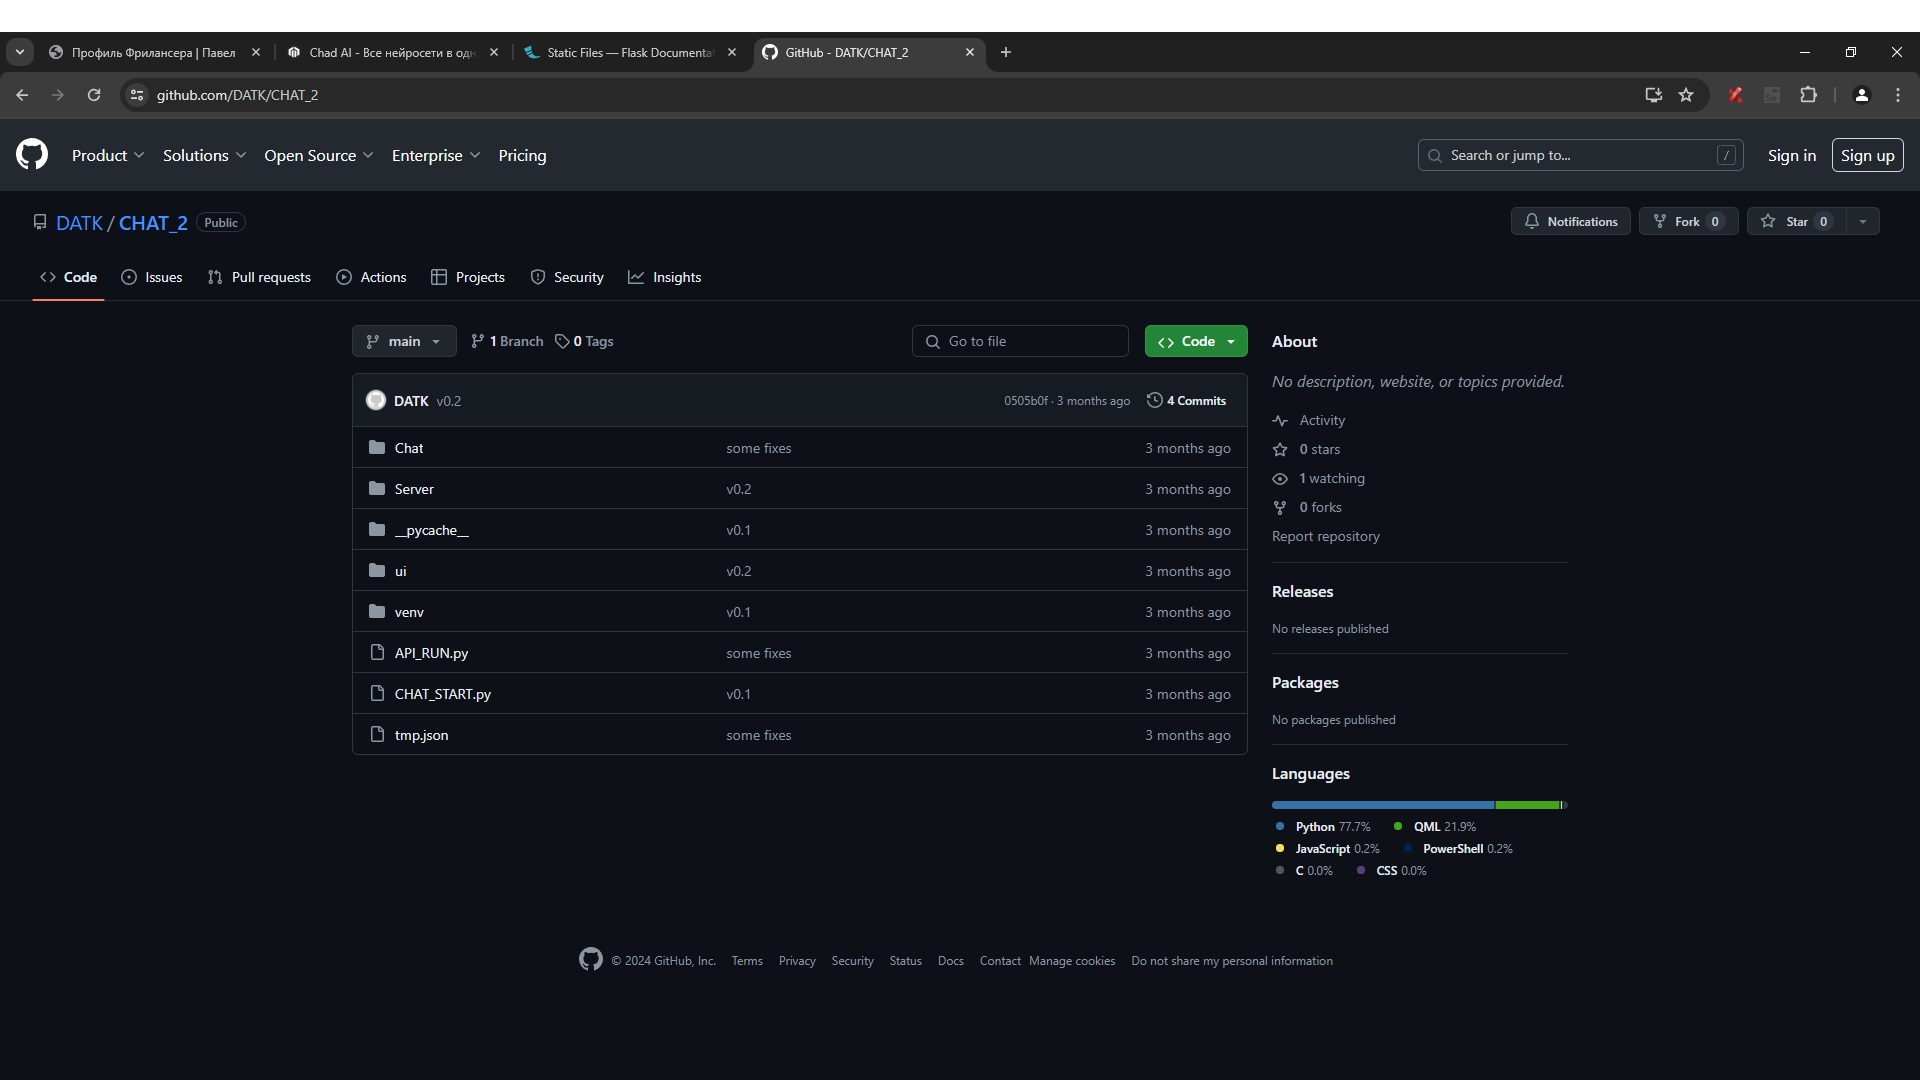 Профиль Фрилансера | Павел
Chad AI - Все нейросети в одн
Static Files — Flask Documenta
GitHub - DATK/CHAT_2
github.com/DATK/CHAT_2
Product Solutions Open Source Enterprise Pricing
Search or jump to... /
Sign in
Sign up
DATK / CHAT_2 Public
Notifications
Fork 0
Star 0
Code Issues Pull requests Actions Projects Security Insights
main
1 Branch
0 Tags
Go to file
Code
DATK v0.2 0505b0f · 3 months ago 4 Commits
Chat some fixes 3 months ago
Server v0.2 3 months ago
__pycache__ v0.1 3 months ago
ui v0.2 3 months ago
venv v0.1 3 months ago
API_RUN.py some fixes 3 months ago
CHAT_START.py v0.1 3 months ago
tmp.json some fixes 3 months ago
About
No description, website, or topics provided.
Activity
0 stars
1 watching
0 forks
Report repository
Releases
No releases published
Packages
No packages published
Languages
Python 77.7% QML 21.9%
JavaScript 0.2% PowerShell 0.2%
C 0.0% CSS 0.0%
© 2024 GitHub, Inc. Terms Privacy Security Status Docs Contact Manage cookies Do not share my personal information